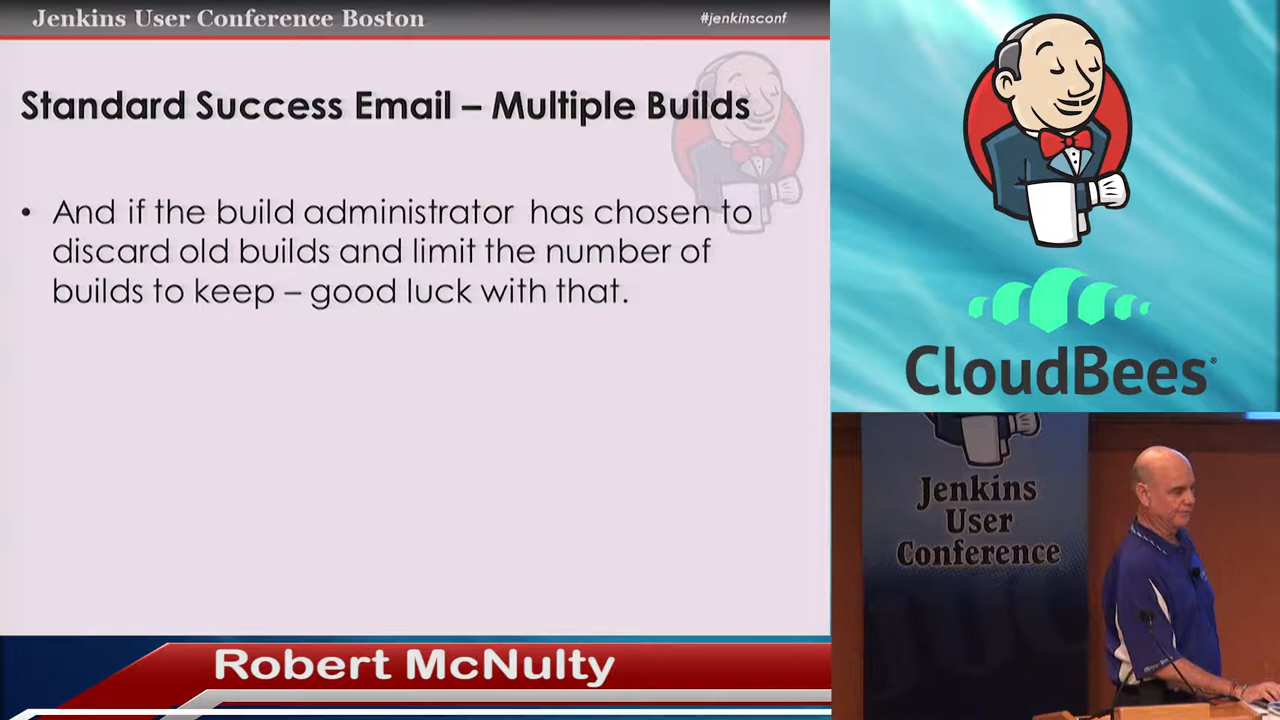 Jenkins User Conference Boston
#jenkinsconf
Standard Success Email – Multiple Builds
• And if the build administrator has chosen to
discard old builds and limit the number of
builds to keep – good luck with that.
CloudBees®
Jenkins
User
Conference
Robert McNulty